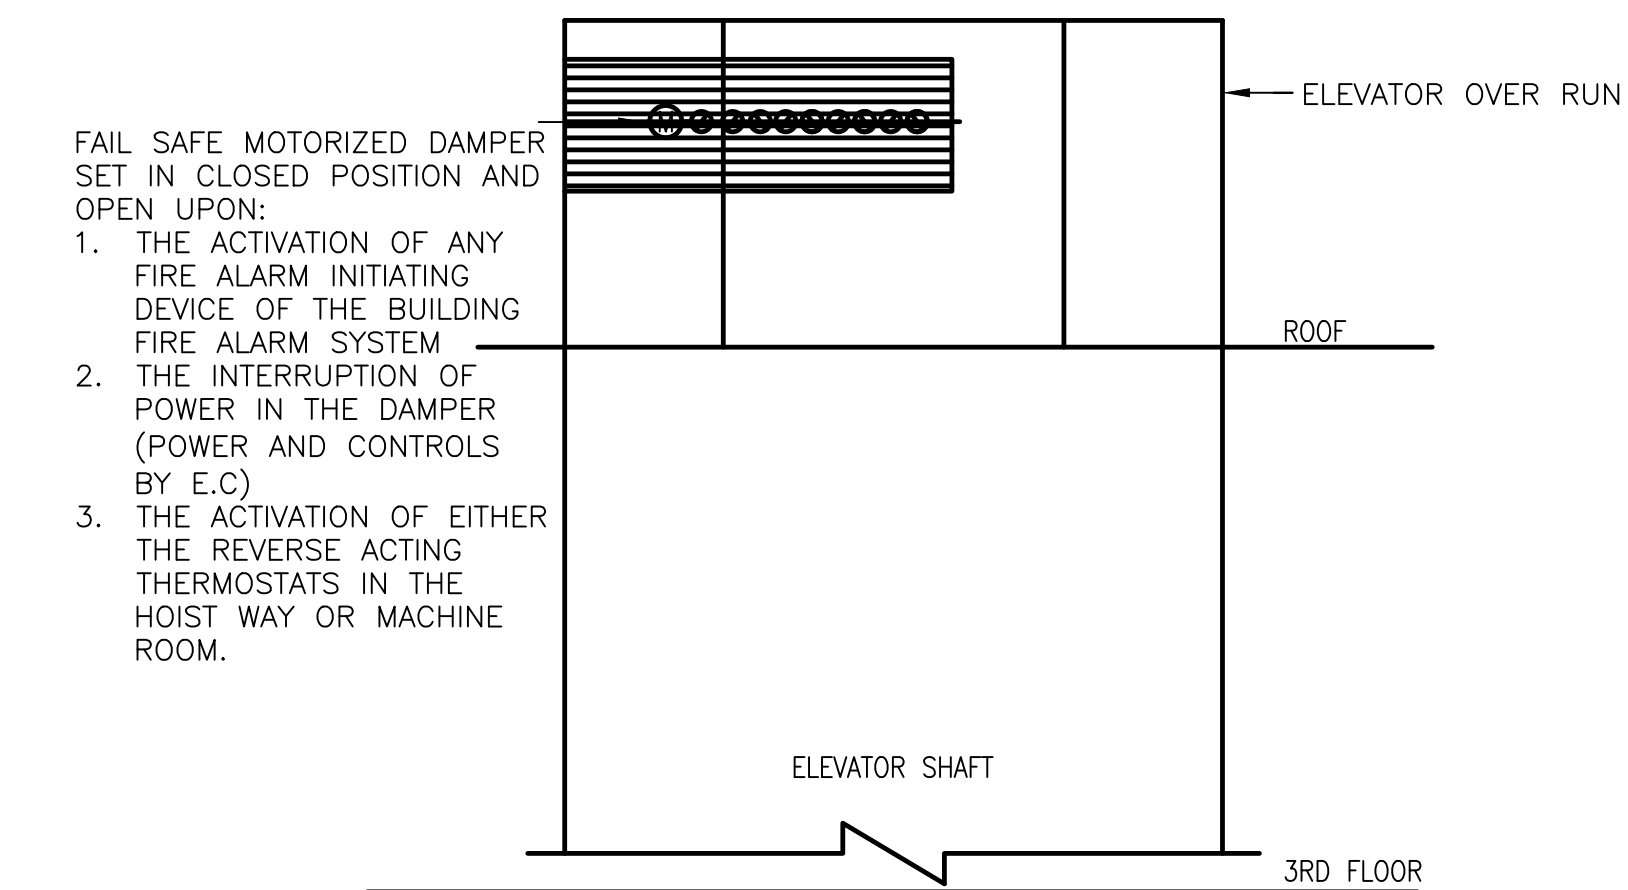 ELEVATOR OVER RUN
M
FAIL SAFE MOTORIZED DAMPER
SET IN CLOSED POSITION AND
OPEN UPON:
1. THE ACTIVATION OF ANY
FIRE ALARM INITIATING
DEVICE OF THE BUILDING
FIRE ALARM SYSTEM
2. THE INTERRUPTION OF
POWER IN THE DAMPER
(POWER AND CONTROLS
BY E.C)
3. THE ACTIVATION OF EITHER
THE REVERSE ACTING
THERMOSTATS IN THE
HOIST WAY OR MACHINE
ROOM.
ROOF
ELEVATOR SHAFT
3RD FLOOR